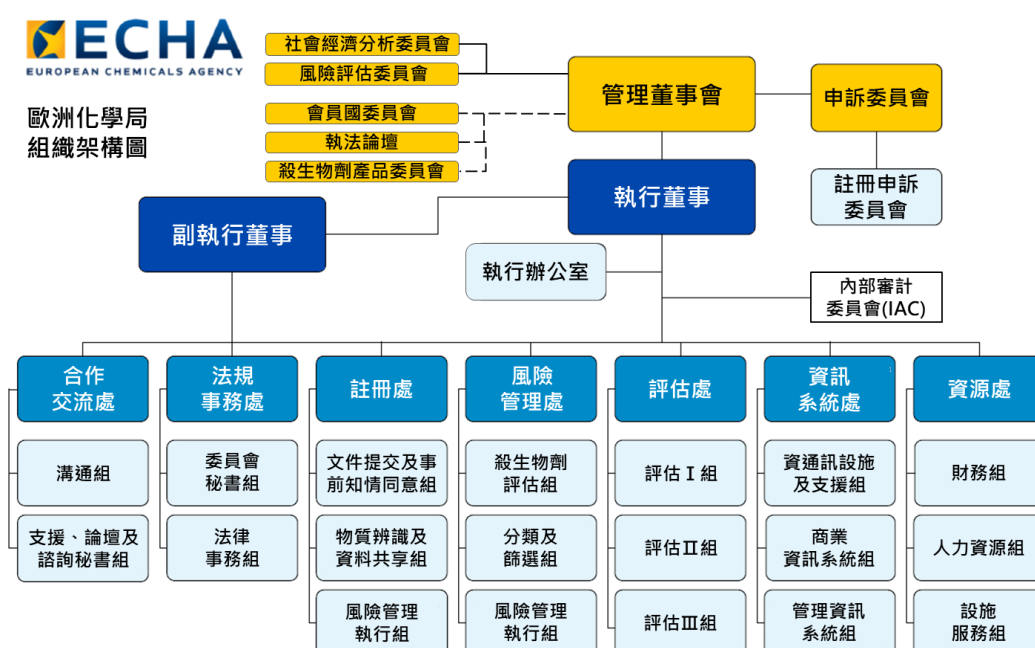 ECHA
EUROPEAN CHEMICALS AGENCY
歐洲化學局
組織架構圖
社會經濟分析委員會
風險評估委員會
會員國委員會
執法論壇
殺生物劑產品委員會
管理董事會
申訴委員會
註冊申訴
委員會
執行董事
副執行董事
執行辦公室
內部審計
委員會(IAC)
合作
交流處
法規
事務處
註冊處
風險
管理處
評估處
資訊
系統處
資源處
溝通組
委員會
秘書組
文件提交及事
前知情同意組
殺生物劑
評估組
評估Ⅰ組
資通訊設施
及支援組
財務組
支援、論壇及
諮詢秘書組
法律
事務組
物質辨識及
資料共享組
分類及
篩選組
評估Ⅱ組
商業
資訊系統組
人力資源組
風險管理
執行組
風險管理
執行組
評估Ⅲ組
管理資訊
系統組
設施
服務組